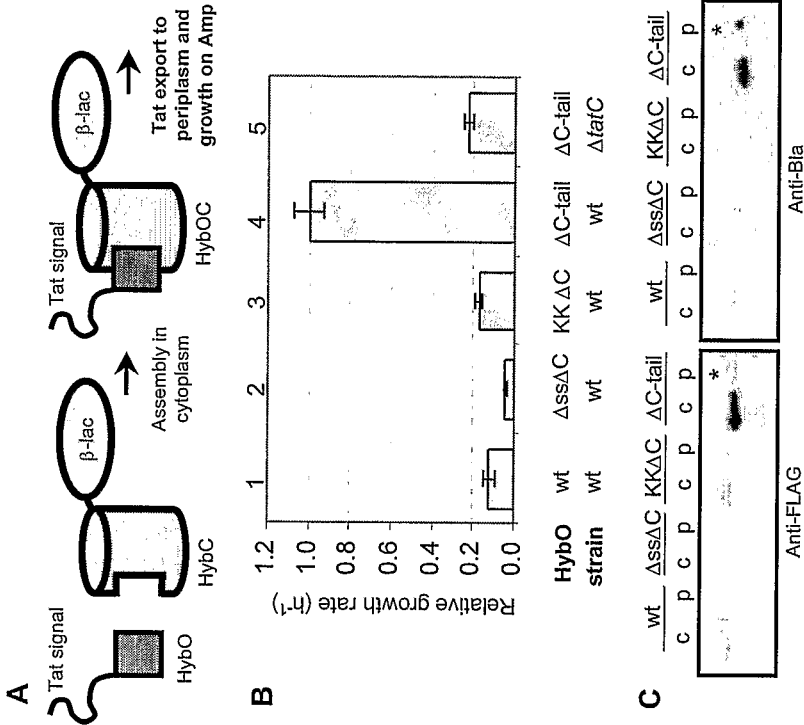 A
Tat signal
HybO
HybC
β-lac
Assembly in
cytoplasm
Tat signal
β-lac
HybOC
Tat export to
periplasm and
growth on Amp
B
Relative growth rate (h⁻¹)
1.2
1.0
0.8
0.6
0.4
0.2
0.0
1 2 3 4 5
HybO wt ΔssΔC KK ΔC ΔC-tail ΔC-tail
strain wt wt wt wt ΔtatC
C
wt ΔssΔC KKΔC ΔC-tail
c p c p c p c p
*
Anti-FLAG
wt ΔssΔC KKΔC ΔC-tail
c p c p c p c p
*
Anti-Bla